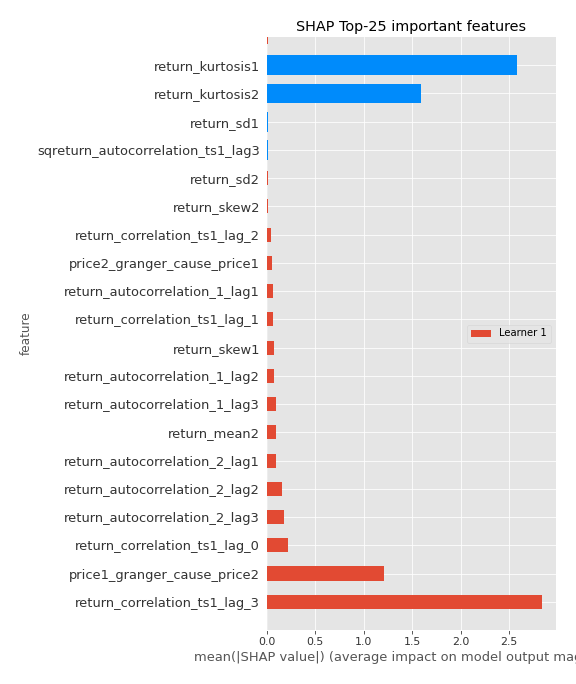 SHAP Top-25 important features
return_kurtosis1
return_kurtosis2
return_sd1
sqreturn_autocorrelation_ts1_lag3
return_sd2
return_skew2
return_correlation_ts1_lag_2
price2_granger_cause_price1
return_autocorrelation_1_lag1
return_correlation_ts1_lag_1
return_skew1
return_autocorrelation_1_lag2
return_autocorrelation_1_lag3
return_mean2
return_autocorrelation_2_lag1
return_autocorrelation_2_lag2
return_autocorrelation_2_lag3
return_correlation_ts1_lag_0
price1_granger_cause_price2
return_correlation_ts1_lag_3
feature
Learner 1
0.0 0.5 1.0 1.5 2.0 2.5
mean(|SHAP value|) (average impact on model output mag